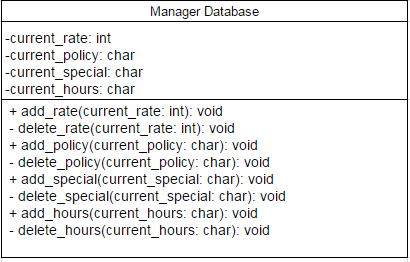 Manager Database
-current_rate: int
-current_policy: char
-current_special: char
-current_hours: char
+ add_rate(current_rate: int): void
- delete_rate(current_rate: int): void
+ add_policy(current_policy: char): void
- delete_policy(current_policy: char): void
+ add_special(current_special: char): void
- delete_special(current_special: char): void
+ add_hours(current_hours: char): void
- delete_hours(current_hours: char): void